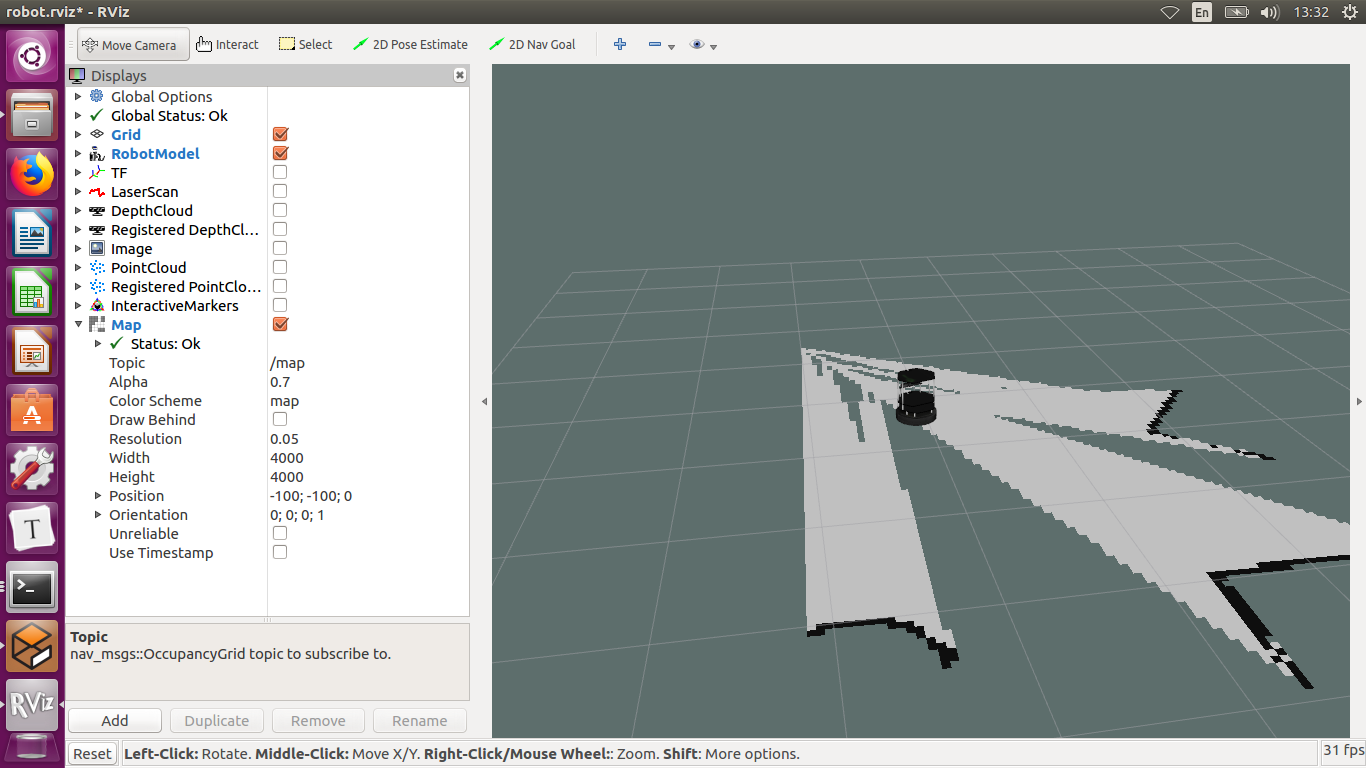 robot.rviz* - RViz
En
13:32
Move Camera
Interact
Select
2D Pose Estimate
2D Nav Goal
Displays
Global Options
Global Status: Ok
Grid
RobotModel
TF
LaserScan
DepthCloud
Registered DepthCl...
Image
PointCloud
Registered PointClo...
InteractiveMarkers
Map
Status: Ok
Topic /map
Alpha 0.7
Color Scheme map
Draw Behind
Resolution 0.05
Width 4000
Height 4000
Position -100; -100; 0
Orientation 0; 0; 0; 1
Unreliable
Use Timestamp
Topic
nav_msgs::OccupancyGrid topic to subscribe to.
Add Duplicate Remove Rename
Reset
Left-Click: Rotate. Middle-Click: Move X/Y. Right-Click/Mouse Wheel:: Zoom. Shift: More options.
31 fps
A
T
>_
RViz